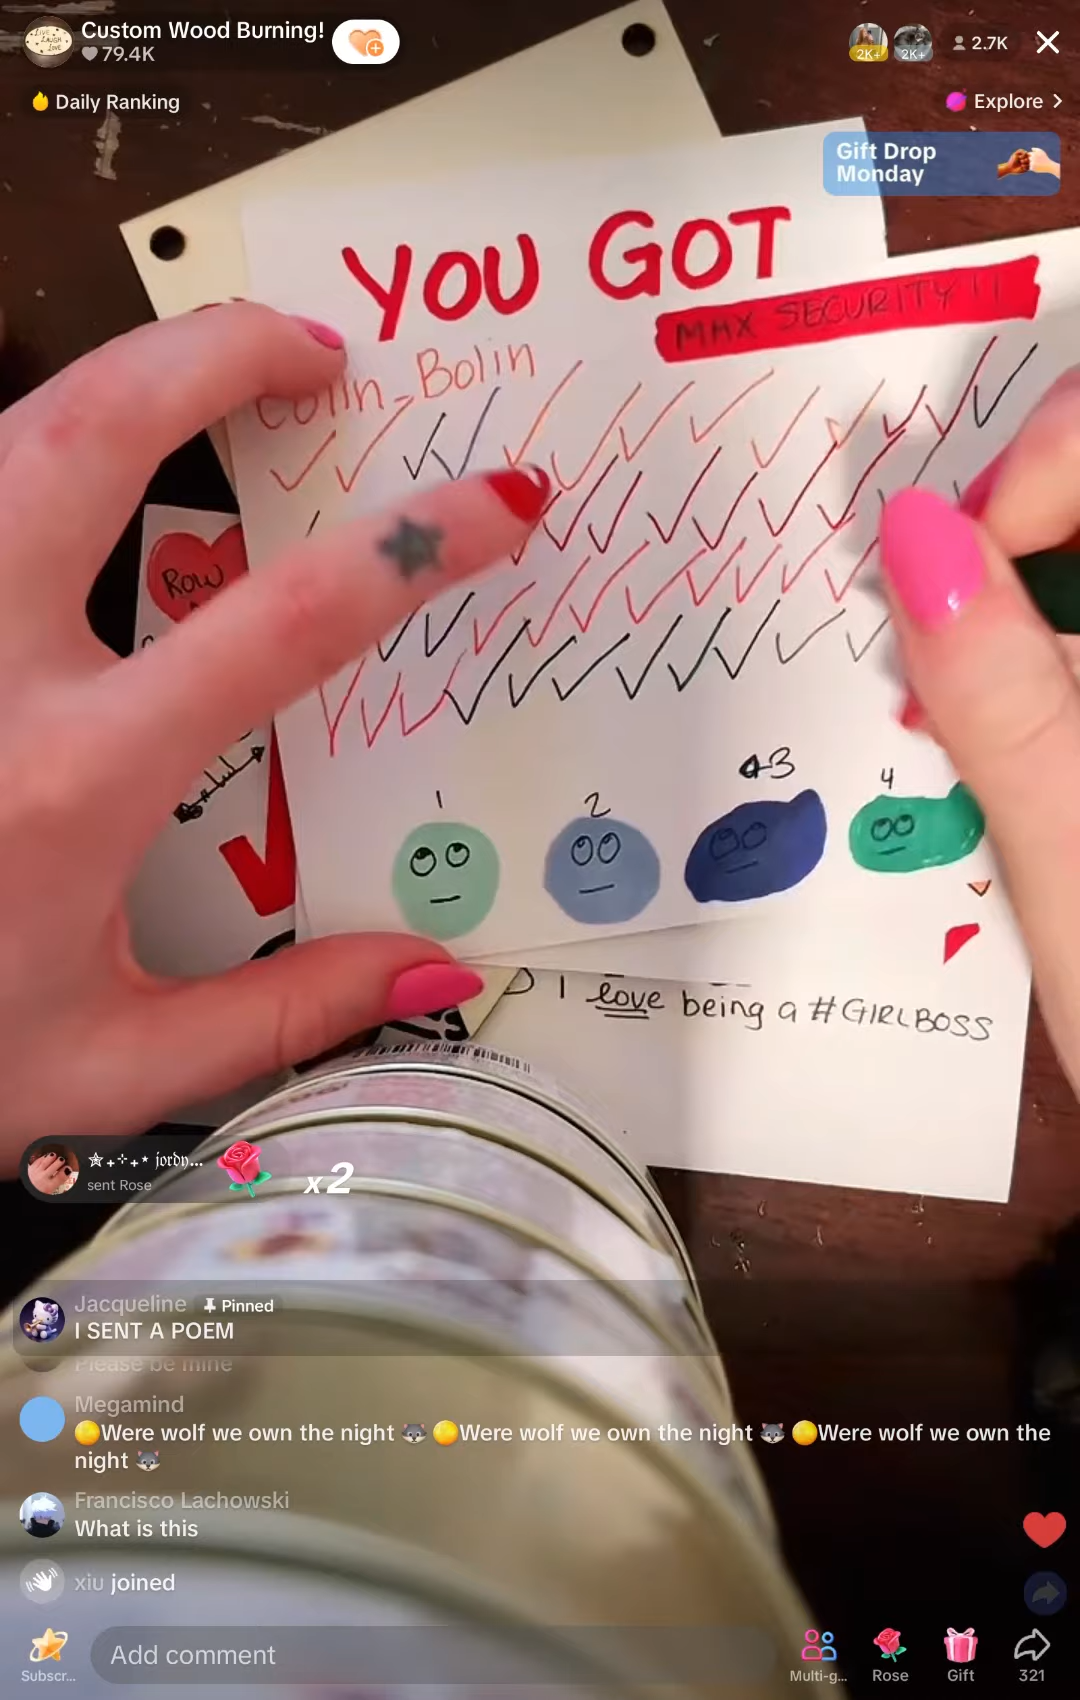 Custom Wood Burning!
79.4K
2K+
2K+
2.7K
Daily Ranking
Explore
Gift Drop
Monday
YOU GOT
MAX SECURITY!!
Colin_Bolin
ROW
1
2
3
4
I love being a #GIRLBOSS
jordy...
sent Rose
x2
Jacqueline Pinned
I SENT A POEM
Please be mine
Megamind
🟡Were wolf we own the night 🐺 🟡Were wolf we own the night 🐺 🟡Were wolf we own the
night 🐺
Francisco Lachowski
What is this
xiu joined
Subscr...
Add comment
Multi-g...
Rose
Gift
321